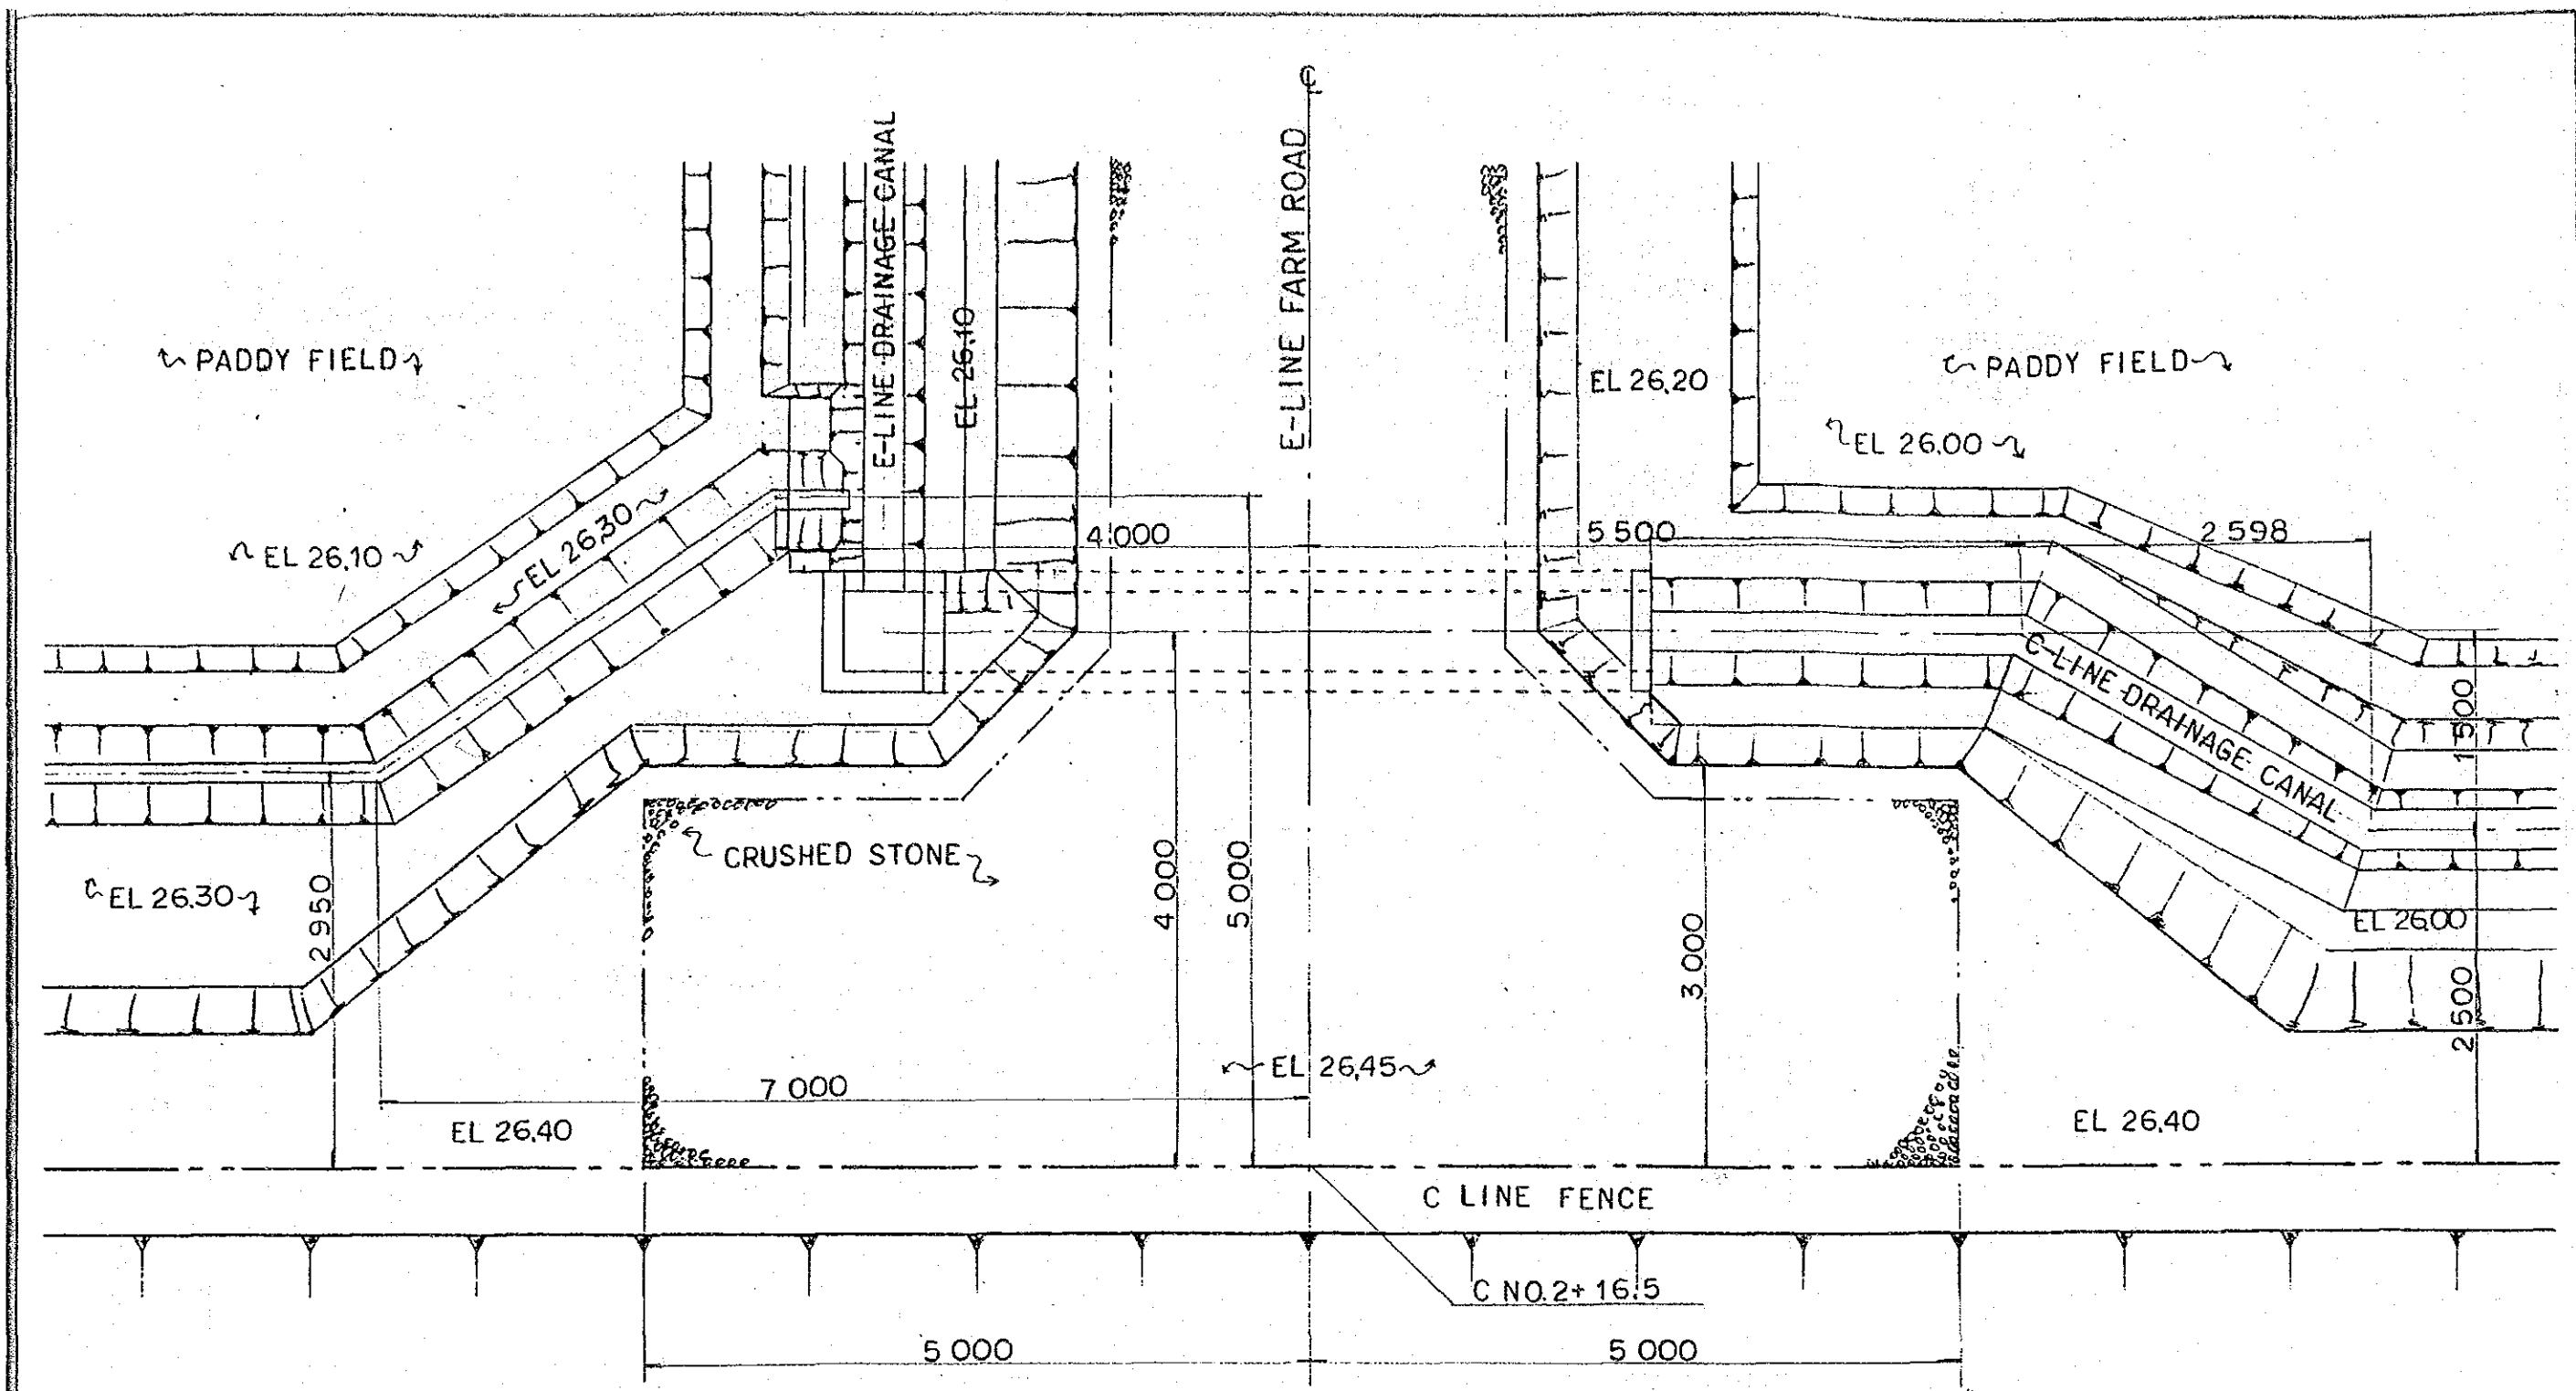 ℄
E-LINE DRAINAGE CANAL
E-LINE FARM ROAD
EL 26.10
PADDY FIELD
EL 26.20
PADDY FIELD
EL 26.00
EL 26.10
EL 26.30
4 000
5 500
2 598
C-LINE DRAINAGE CANAL
1 500
CRUSHED STONE
EL 26.30
2 950
4 000
5 000
3 000
EL 26.00
2 500
EL 26.45
7 000
EL 26.40
EL 26.40
C LINE FENCE
C NO.2+ 16.5
5 000
5 000